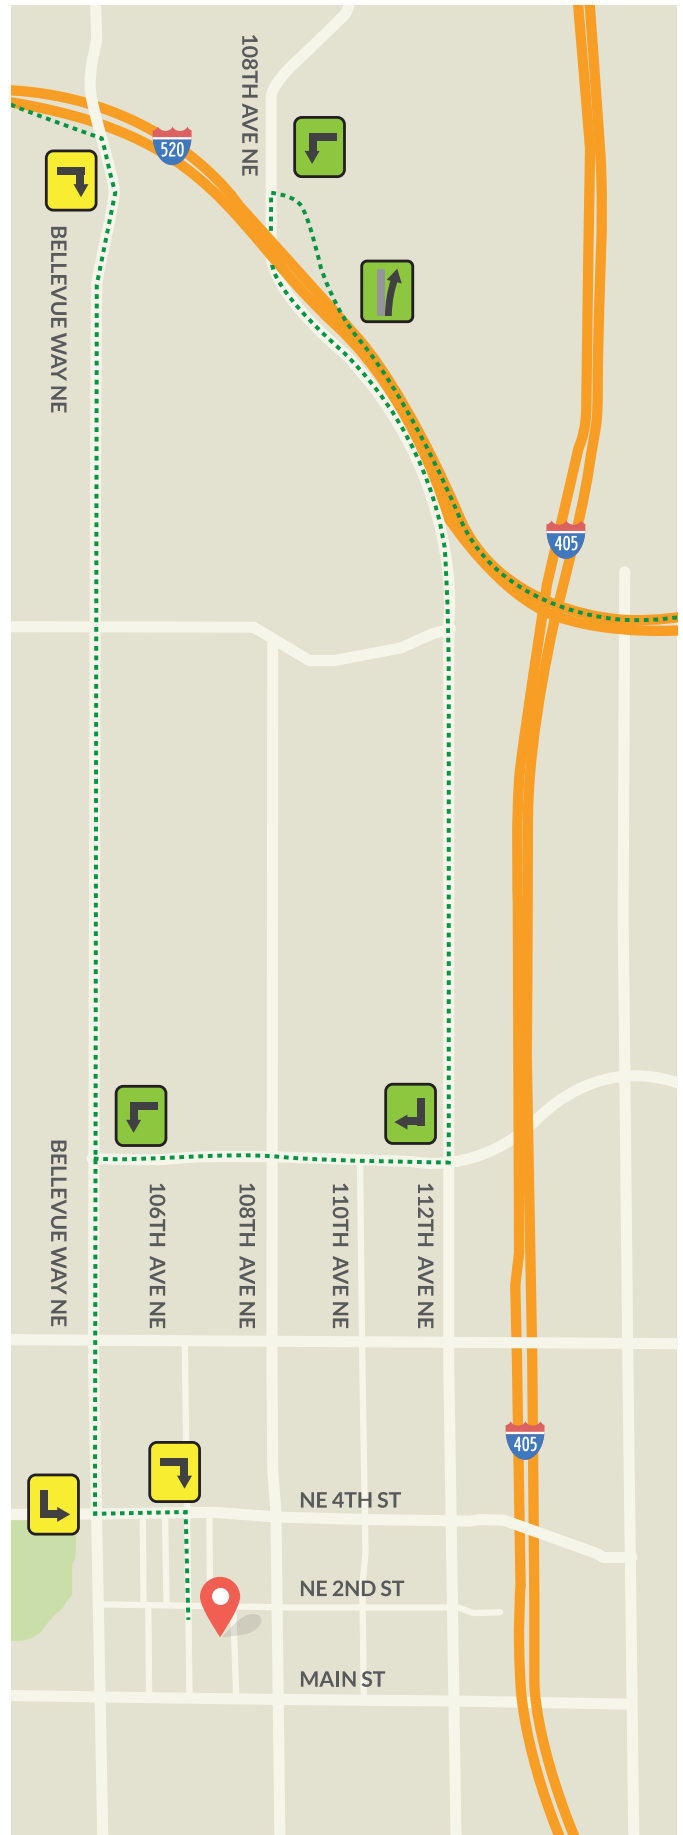 108TH AVE NE
520
BELLEVUE WAY NE
405
BELLEVUE WAY NE
106TH AVE NE
108TH AVE NE
110TH AVE NE
112TH AVE NE
405
NE 4TH ST
NE 2ND ST
MAIN ST